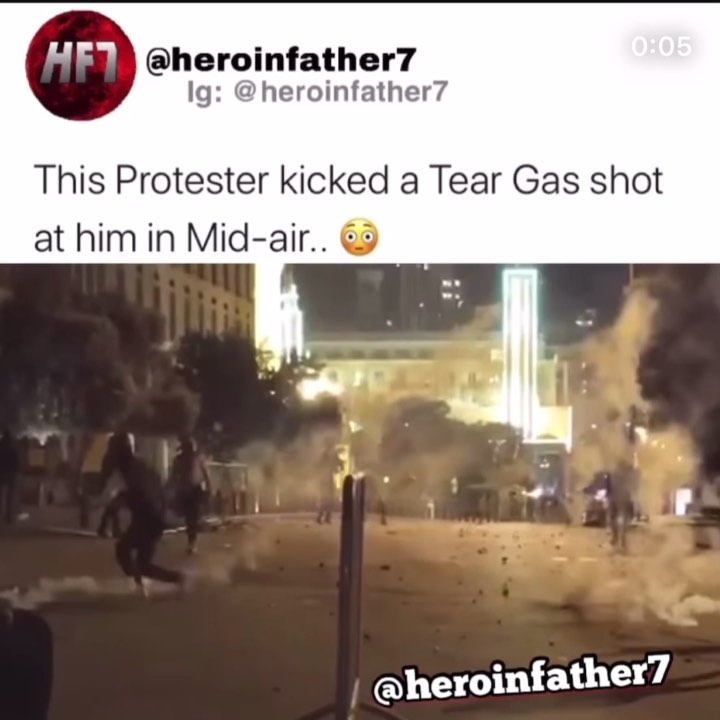 HF7
@heroinfather7
0:05
Ig: @heroinfather7
This Protester kicked a Tear Gas shot
at him in Mid-air.. 😳
@heroinfather7